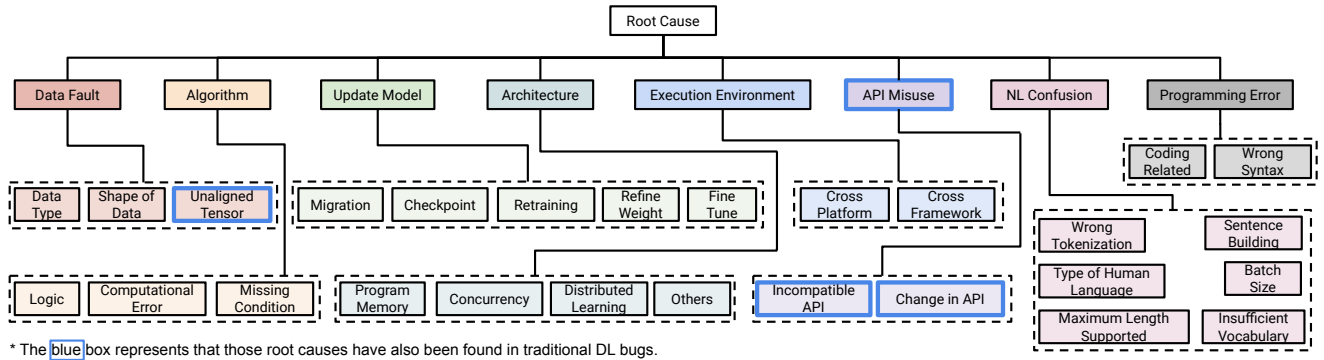 Root Cause
Data Fault
Algorithm
Update Model
Architecture
Execution Environment
API Misuse
NL Confusion
Programming Error
Coding
Related
Wrong
Syntax
Data
Type
Shape of
Data
Unaligned
Tensor
Migration
Checkpoint
Retraining
Refine
Weight
Fine
Tune
Cross
Platform
Cross
Framework
Wrong
Tokenization
Sentence
Building
Type of Human
Language
Batch
Size
Maximum Length
Supported
Insufficient
Vocabulary
Logic
Computational
Error
Missing
Condition
Program
Memory
Concurrency
Distributed
Learning
Others
Incompatible
API
Change in API
* The blue box represents that those root causes have also been found in traditional DL bugs.